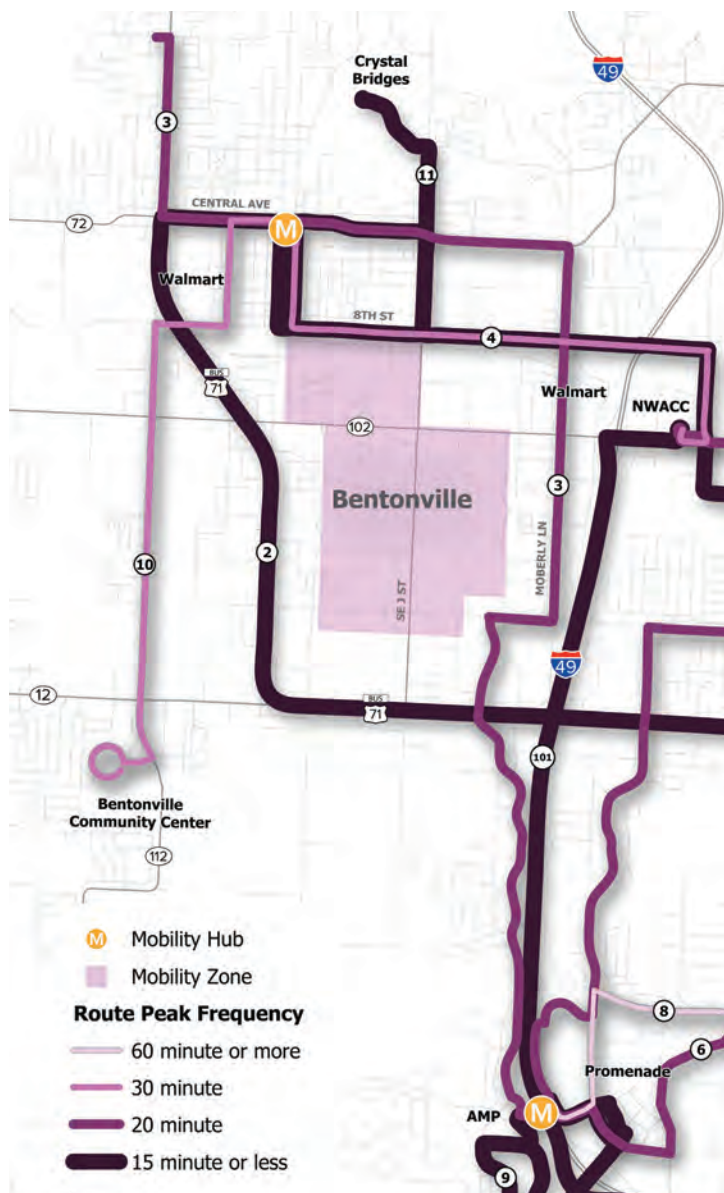 49
Crystal
Bridges
3
11
CENTRAL AVE
M
72
Walmart
8TH ST
4
BUS
71
Walmart
NWACC
102
3
Bentonville
2
MOBERLY LN
10
SE J ST
49
12
BUS
71
101
Bentonville
Community Center
112
M Mobility Hub
Mobility Zone
Route Peak Frequency
60 minute or more
30 minute
20 minute
15 minute or less
8
6
Promenade
AMP
M
9